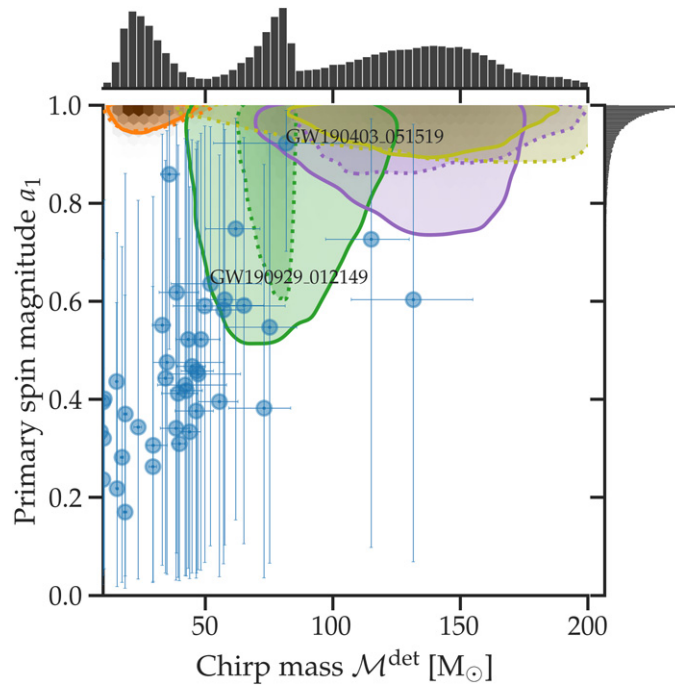 1.0
0.8
0.6
0.4
0.2
0.0
Primary spin magnitude a₁
GW190403_051519
GW190929_012149
50 100 150 200
Chirp mass ℳᵈᵉᵗ [M☉]